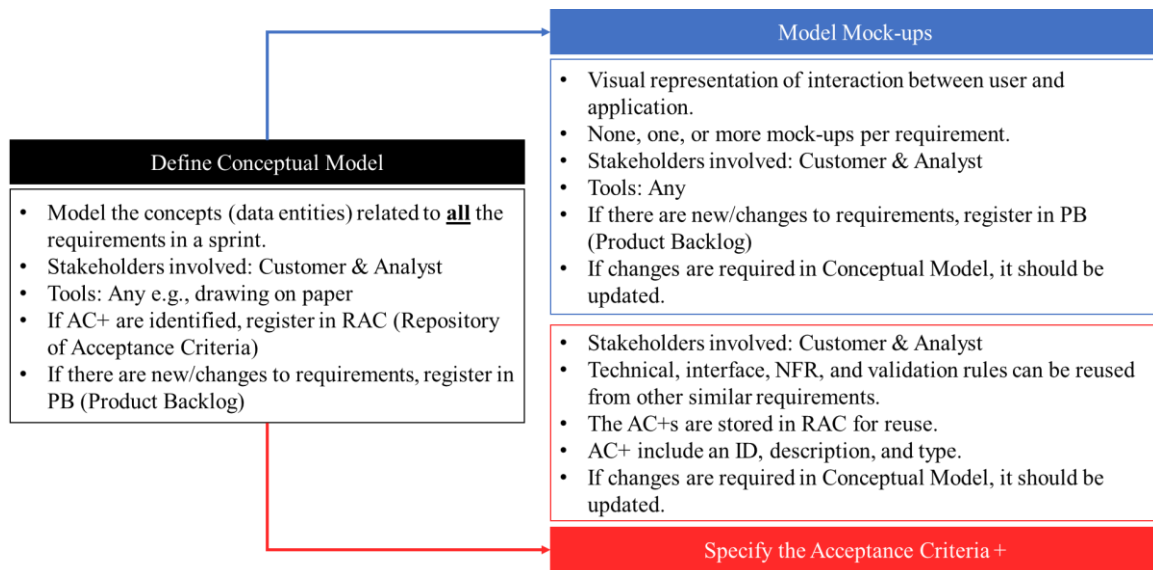 Model Mock-ups
• Visual representation of interaction between user and
application.
• None, one, or more mock-ups per requirement.
• Stakeholders involved: Customer & Analyst
• Tools: Any
• If there are new/changes to requirements, register in PB
(Product Backlog)
• If changes are required in Conceptual Model, it should be
updated.
Define Conceptual Model
• Model the concepts (data entities) related to all the
requirements in a sprint.
• Stakeholders involved: Customer & Analyst
• Tools: Any e.g., drawing on paper
• If AC+ are identified, register in RAC (Repository
of Acceptance Criteria)
• If there are new/changes to requirements, register in
PB (Product Backlog)
• Stakeholders involved: Customer & Analyst
• Technical, interface, NFR, and validation rules can be reused
from other similar requirements.
• The AC+s are stored in RAC for reuse.
• AC+ include an ID, description, and type.
• If changes are required in Conceptual Model, it should be
updated.
Specify the Acceptance Criteria +